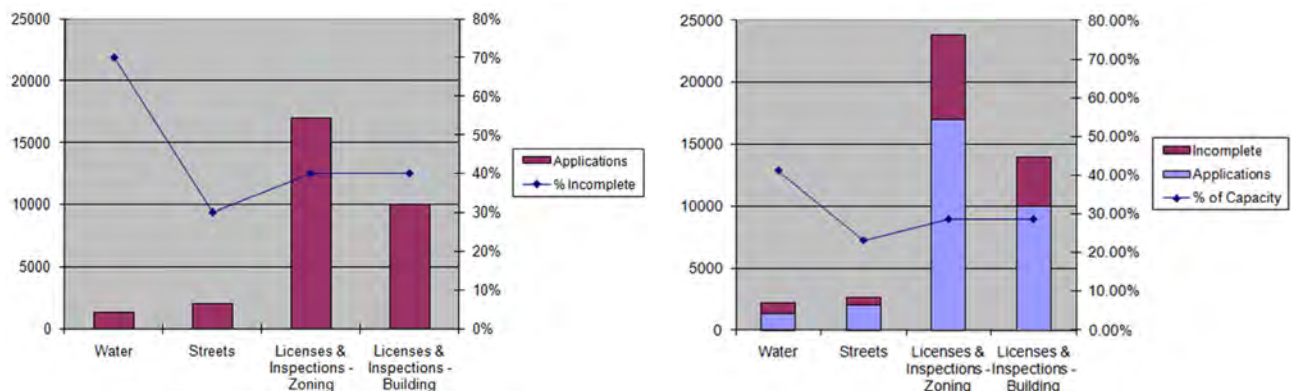 25000
20000
15000
10000
5000
0
80%
70%
60%
50%
40%
30%
20%
10%
0%
Water
Streets
Licenses &
Inspections -
Zoning
Licenses &
Inspections -
Building
Applications
% Incomplete
25000
20000
15000
10000
5000
0
80.00%
70.00%
60.00%
50.00%
40.00%
30.00%
20.00%
10.00%
0.00%
Water
Streets
Licenses &
Inspections -
Zoning
Licenses &
Inspections -
Building
Incomplete
Applications
% of Capacity